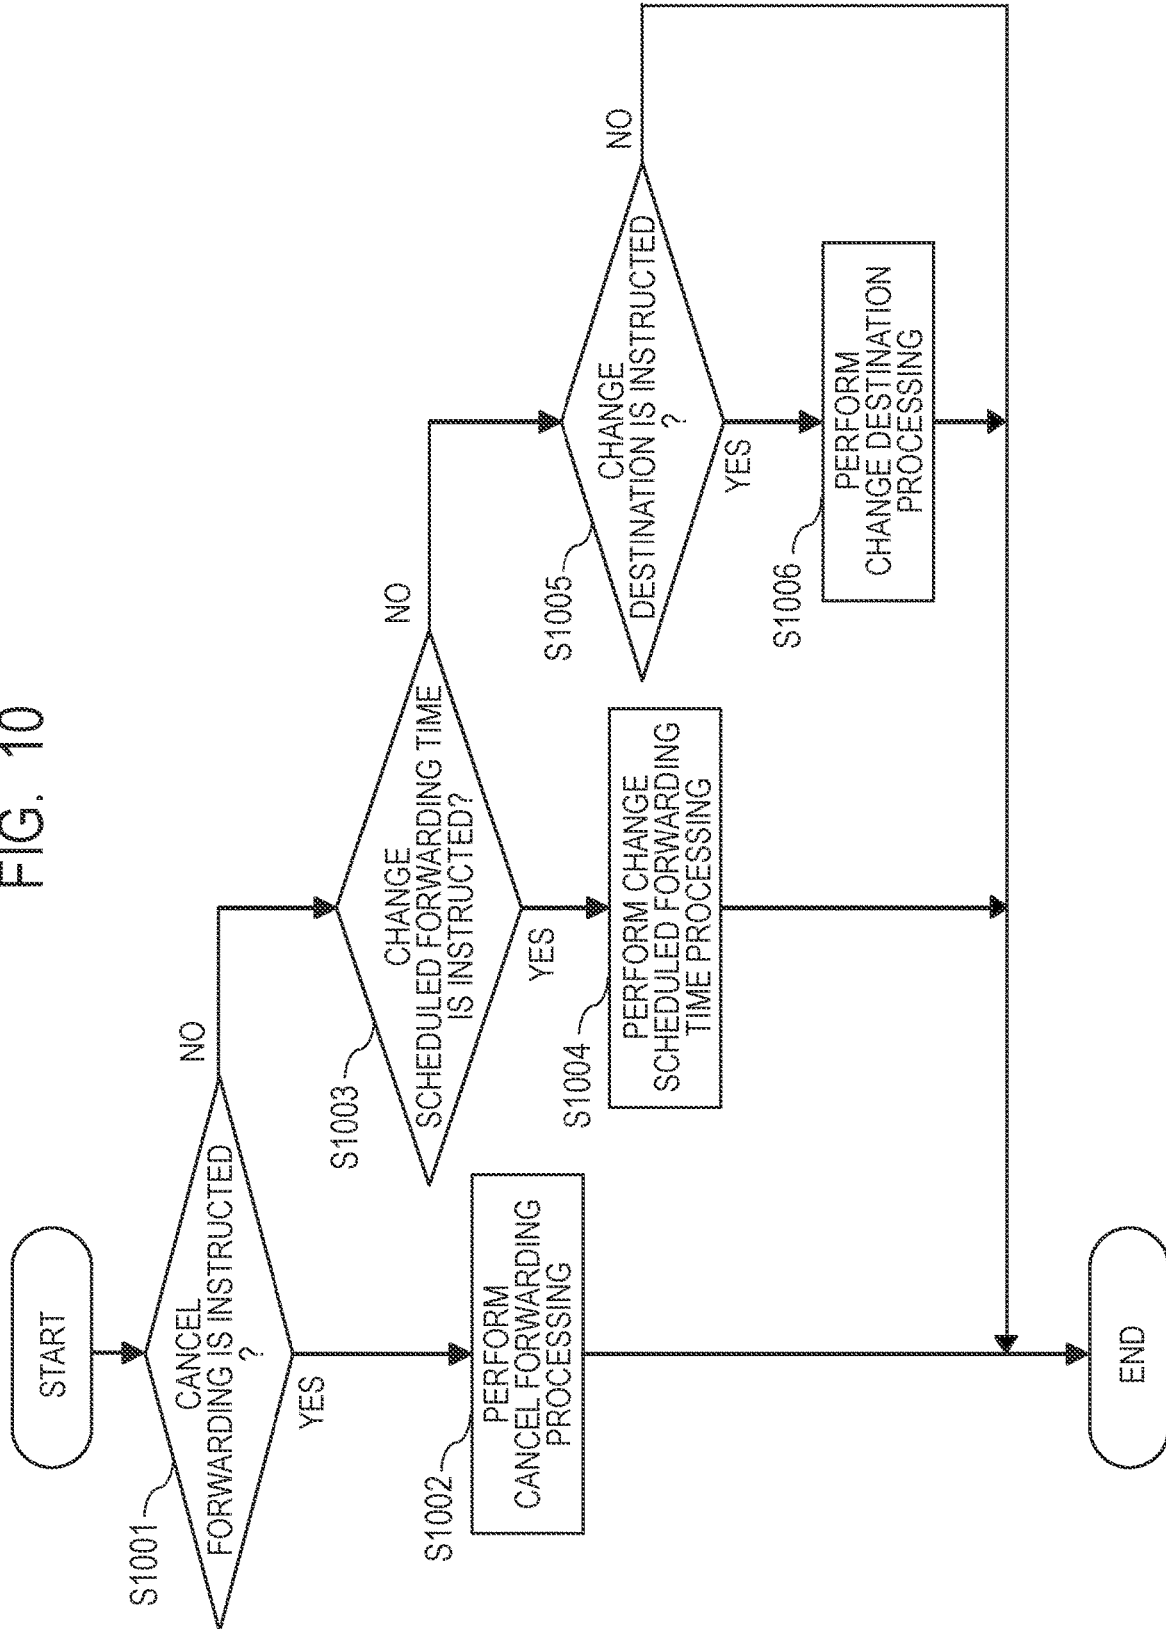 FIG. 10
START
S1001
CANCEL
FORWARDING IS INSTRUCTED
?
NO
YES
S1002
PERFORM
CANCEL FORWARDING
PROCESSING
S1003
CHANGE
SCHEDULED FORWARDING TIME
IS INSTRUCTED?
NO
YES
S1004
PERFORM CHANGE
SCHEDULED FORWARDING
TIME PROCESSING
S1005
CHANGE
DESTINATION IS INSTRUCTED
?
NO
YES
S1006
PERFORM
CHANGE DESTINATION
PROCESSING
END